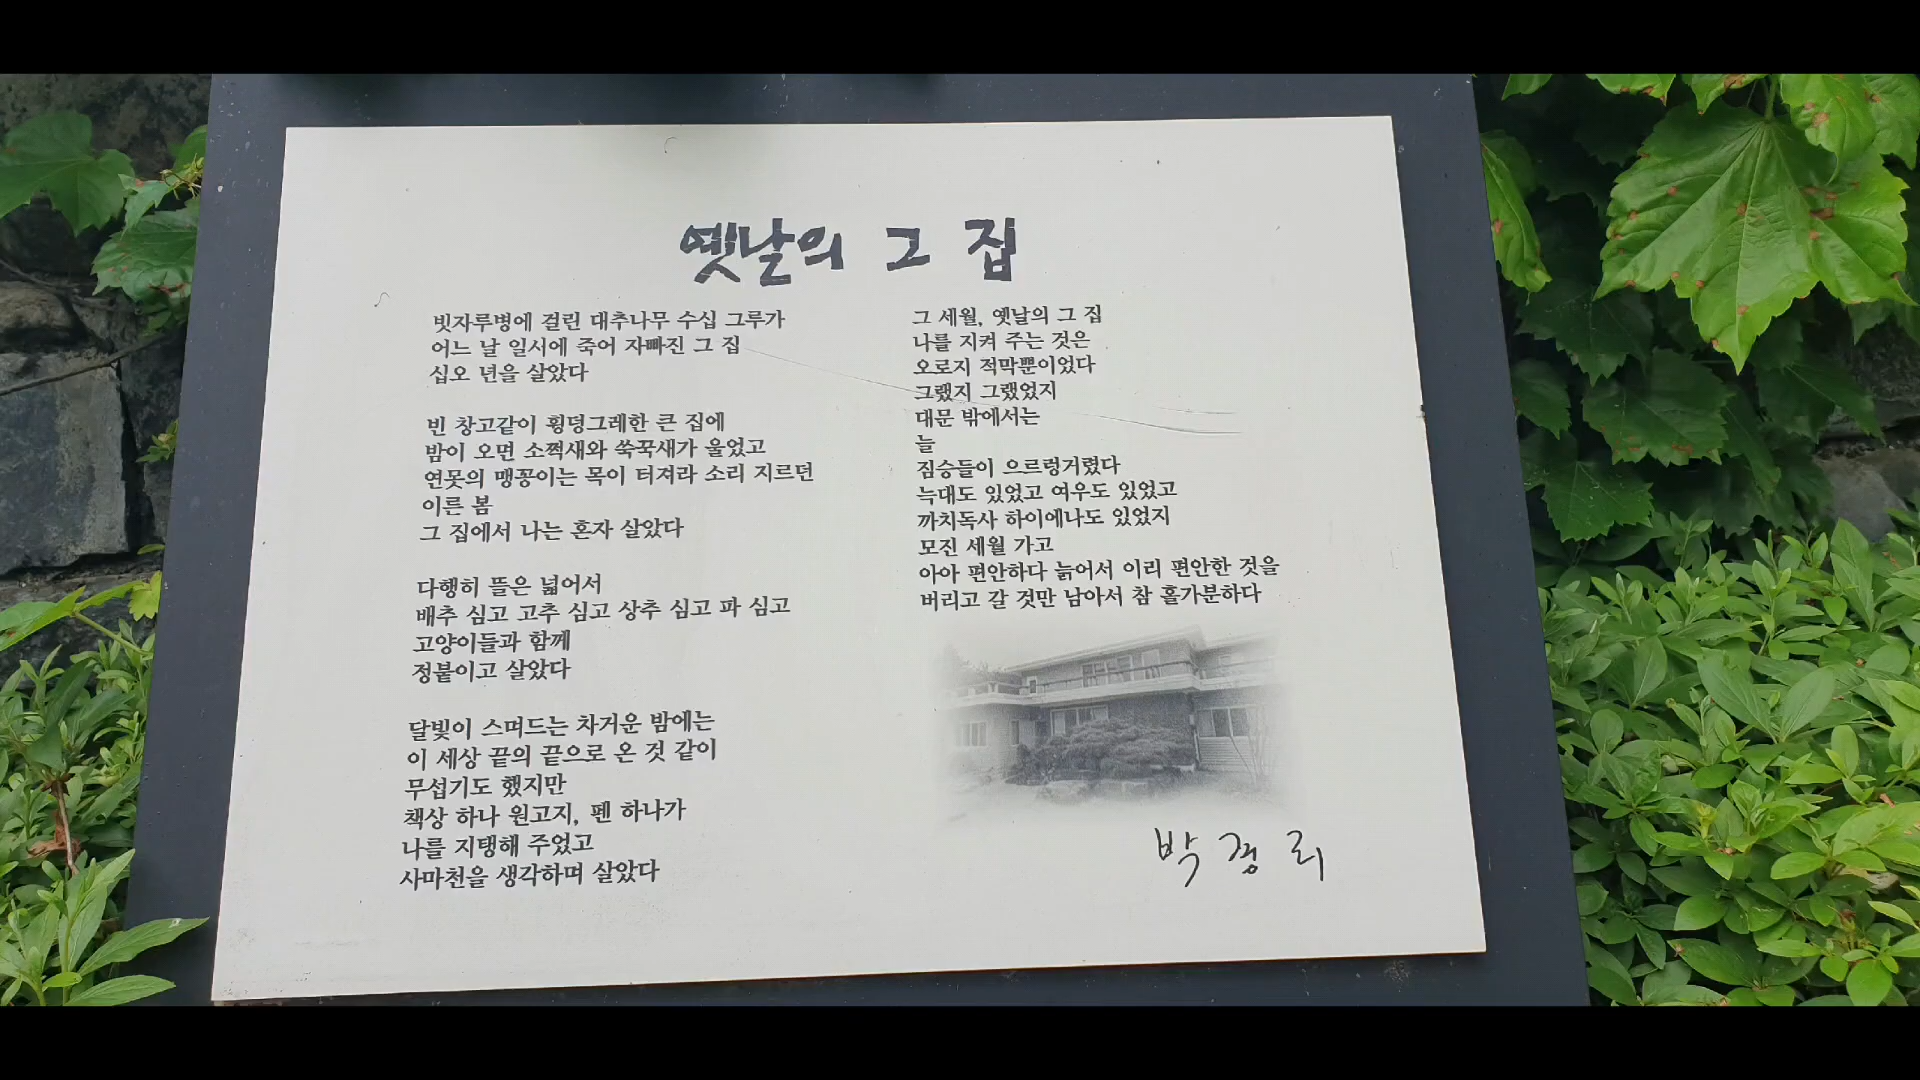 옛날의 그 집
빗자루병에 걸린 대추나무 수십 그루가
어느 날 일시에 죽어 자빠진 그 집
십오 년을 살았다
빈 창고같이 횡뎅그레한 큰 집에
밤이 오면 소쩍새와 쑥꾹새가 울었고
연못의 맹꽁이는 목이 터져라 소리 지르던
이른 봄
그 집에서 나는 혼자 살았다
다행히 뜰은 넓어서
배추 심고 고추 심고 상추 심고 파 심고
고양이들과 함께
정붙이고 살았다
달빛이 스며드는 차거운 밤에는
이 세상 끝의 끝으로 온 것 같이
무섭기도 했지만
책상 하나 원고지, 펜 하나가
나를 지탱해 주었고
사마천을 생각하며 살았다
그 세월, 옛날의 그 집
나를 지켜 주는 것은
오로지 적막뿐이었다
그랬지 그랬었지
대문 밖에서는
늘
짐승들이 으르렁거렸다
늑대도 있었고 여우도 있었고
까치독사 하이에나도 있었지
모진 세월 가고
아아 편안하다 늙어서 이리 편안한 것을
버리고 갈 것만 남아서 참 홀가분하다
박경리